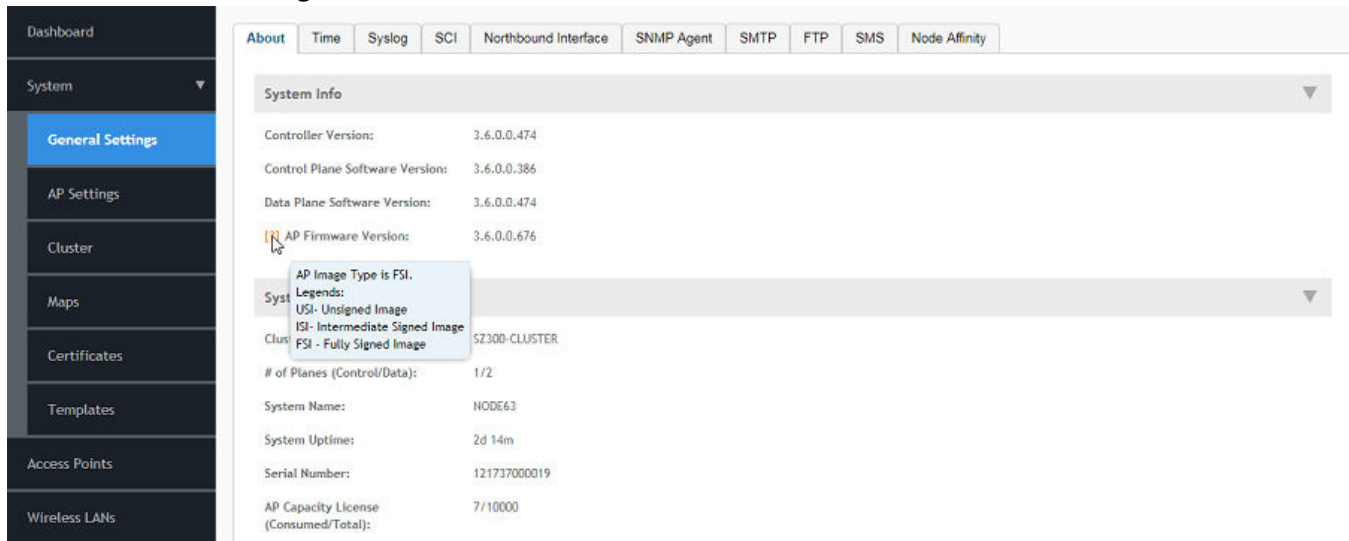 Dashboard
System
General Settings
AP Settings
Cluster
Maps
Certificates
Templates
Access Points
Wireless LANs
About Time Syslog SCI Northbound Interface SNMP Agent SMTP FTP SMS Node Affinity
System Info
Controller Version: 3.6.0.0.474
Control Plane Software Version: 3.6.0.0.386
Data Plane Software Version: 3.6.0.0.474
[?] AP Firmware Version: 3.6.0.0.676
AP Image Type is FSI.
Legends:
USI- Unsigned Image
ISI- Intermediate Signed Image
FSI - Fully Signed Image
Syst
Clus SZ300-CLUSTER
# of Planes (Control/Data): 1/2
System Name: NODE63
System Uptime: 2d 14m
Serial Number: 121737000019
AP Capacity License 7/10000
(Consumed/Total):